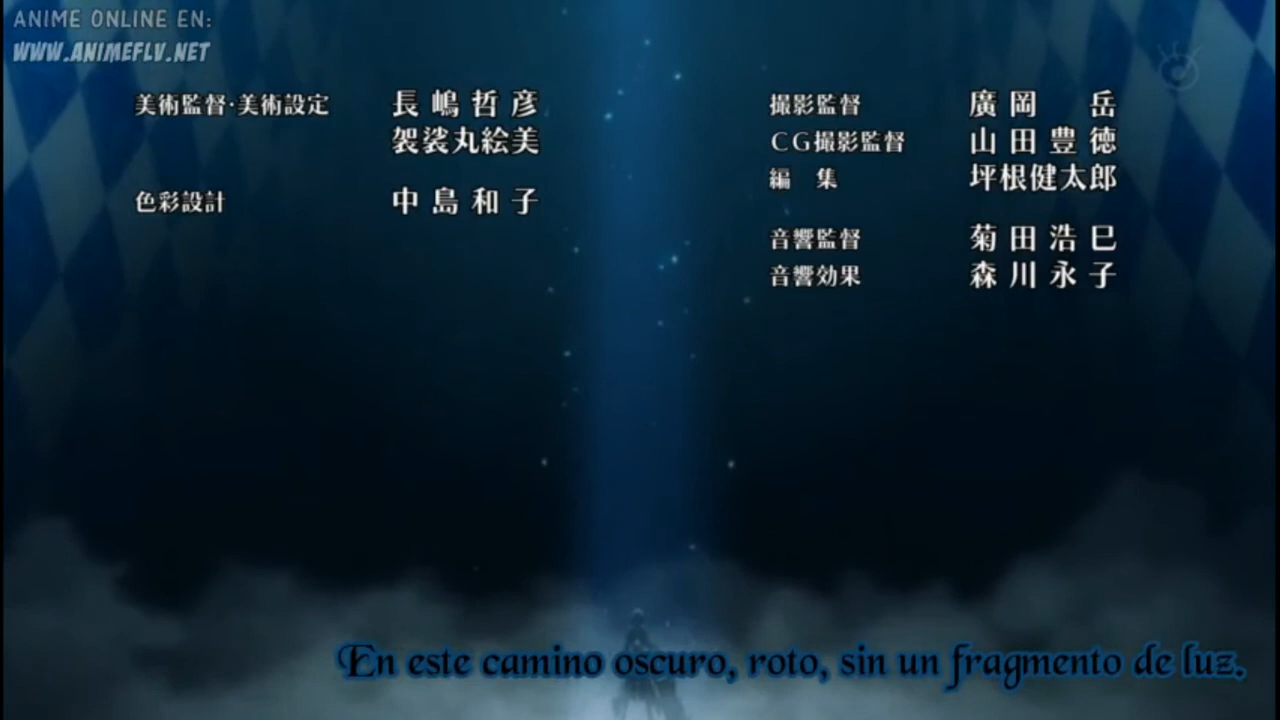 ANIME ONLINE EN:
WWW.ANIMEFLV.NET
美術監督・美術設定 長嶋哲彦
袈裟丸絵美
色彩設計 中島和子
撮影監督 廣岡 岳
CG撮影監督 山田豊徳
編 集 坪根健太郎
音響監督 菊田浩巳
音響効果 森川永子
En este camino oscuro, roto, sin un fragmento de luz.